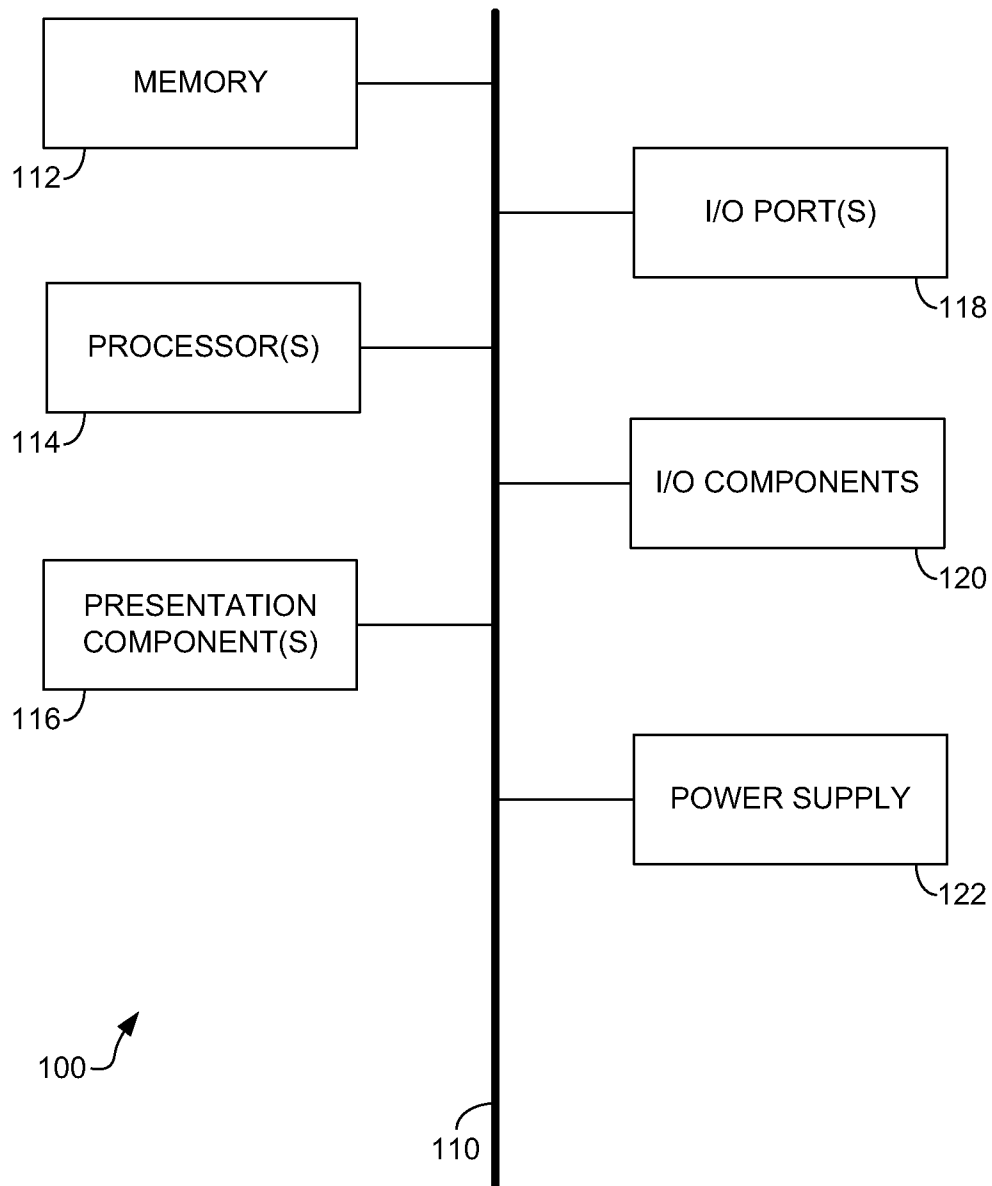 MEMORY
112
I/O PORT(S)
118
PROCESSOR(S)
114
I/O COMPONENTS
120
PRESENTATION
COMPONENT(S)
116
POWER SUPPLY
122
100
110